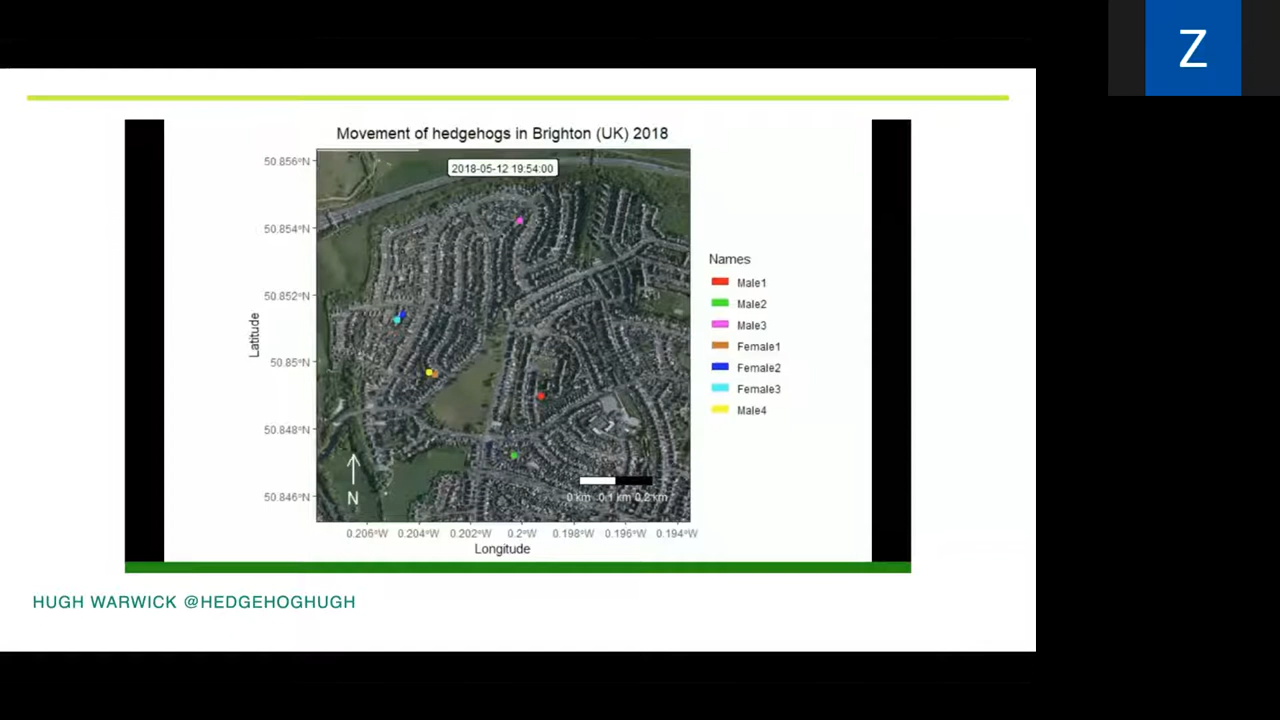 Z
Movement of hedgehogs in Brighton (UK) 2018
50.856°N
2018-05-12 19:54:00
50.854°N
50.852°N
50.85°N
50.848°N
50.846°N
Latitude
N
0 km 0.1 km 0.2 km
0.206°W 0.204°W 0.202°W 0.2°W 0.198°W 0.196°W 0.194°W
Longitude
Names
Male1
Male2
Male3
Female1
Female2
Female3
Male4
HUGH WARWICK @HEDGEHOGHUGH